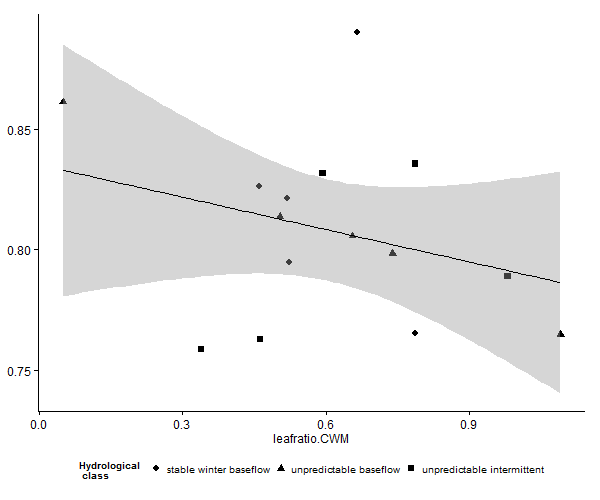 0.85
0.80
0.75
0.0 0.3 0.6 0.9
leafratio.CWM
Hydrological
class
stable winter baseflow unpredictable baseflow unpredictable intermittent